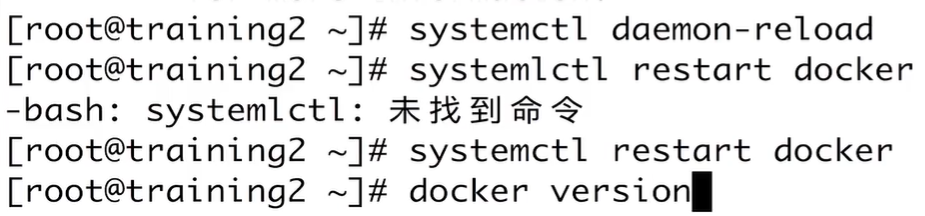 [root@training2 ~]# systemctl daemon-reload
[root@training2 ~]# systemlctl restart docker
-bash: systemlctl: 未找到命令
[root@training2 ~]# systemctl restart docker
[root@training2 ~]# docker version